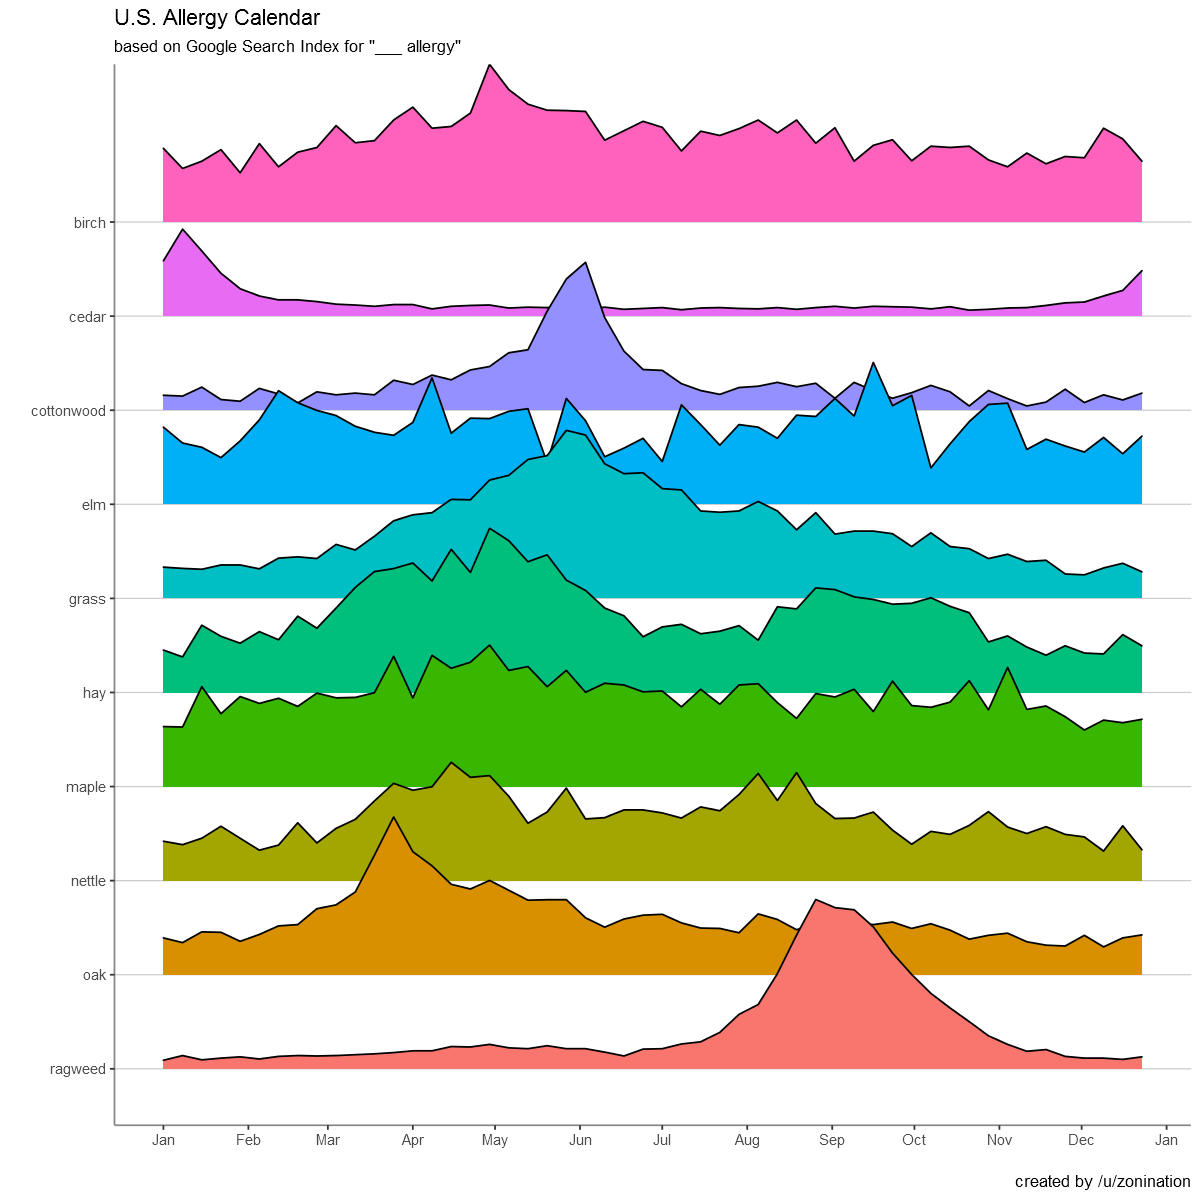 U.S. Allergy Calendar
based on Google Search Index for "___ allergy"
birch
cedar
cottonwood
elm
grass
hay
maple
nettle
oak
ragweed
Jan Feb Mar Apr May Jun Jul Aug Sep Oct Nov Dec Jan
created by /u/zonination